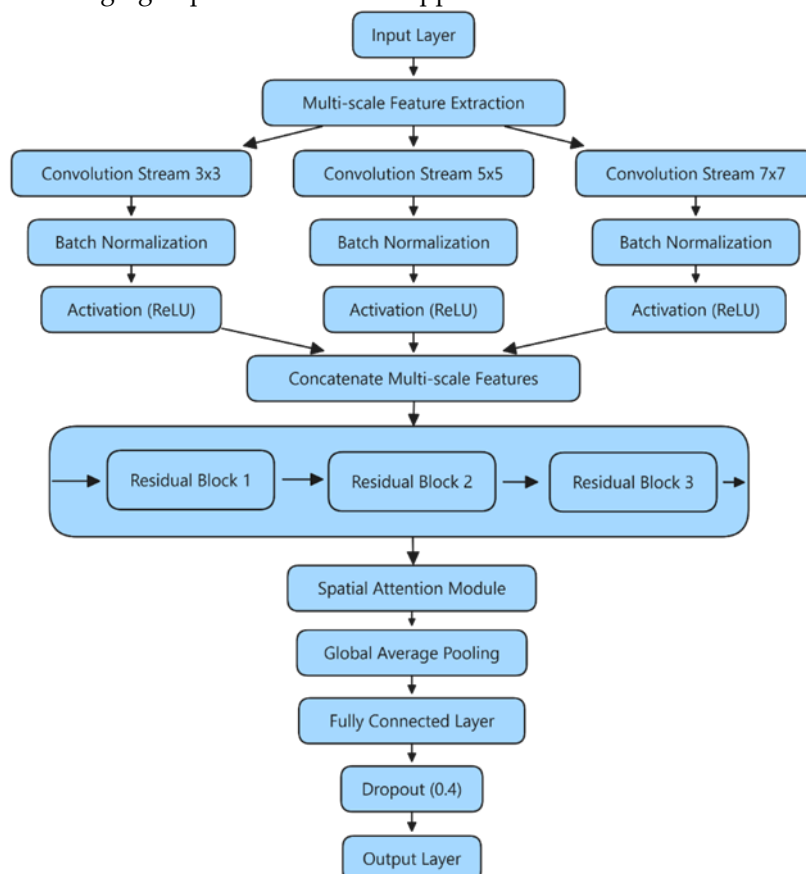 Input Layer
Multi-scale Feature Extraction
Convolution Stream 3x3
Convolution Stream 5x5
Convolution Stream 7x7
Batch Normalization
Batch Normalization
Batch Normalization
Activation (ReLU)
Activation (ReLU)
Activation (ReLU)
Concatenate Multi-scale Features
Residual Block 1
Residual Block 2
Residual Block 3
Spatial Attention Module
Global Average Pooling
Fully Connected Layer
Dropout (0.4)
Output Layer